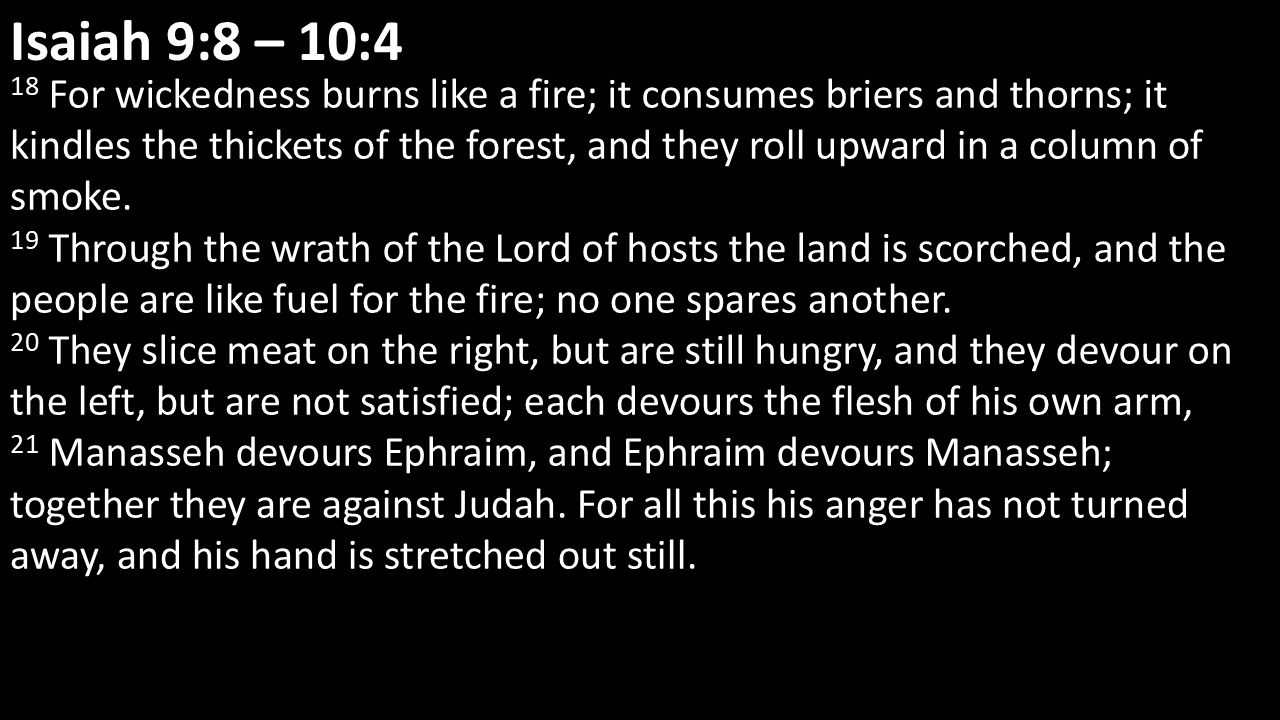 Isaiah 9:8 – 10:4
18 For wickedness burns like a fire; it consumes briers and thorns; it
kindles the thickets of the forest, and they roll upward in a column of
smoke.
19 Through the wrath of the Lord of hosts the land is scorched, and the
people are like fuel for the fire; no one spares another.
20 They slice meat on the right, but are still hungry, and they devour on
the left, but are not satisfied; each devours the flesh of his own arm,
21 Manasseh devours Ephraim, and Ephraim devours Manasseh;
together they are against Judah. For all this his anger has not turned
away, and his hand is stretched out still.